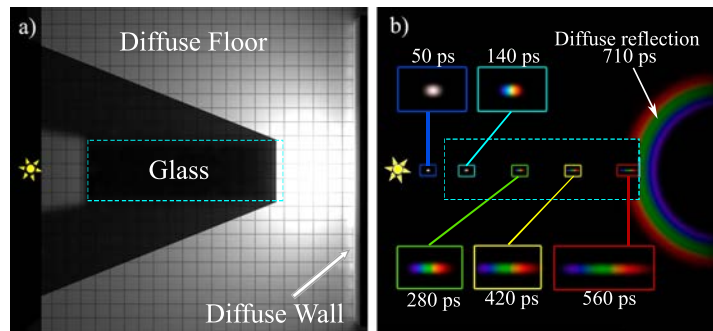 a)
Diffuse Floor
Glass
Diffuse Wall
b)
Diffuse reflection
710 ps
50 ps
140 ps
280 ps
420 ps
560 ps